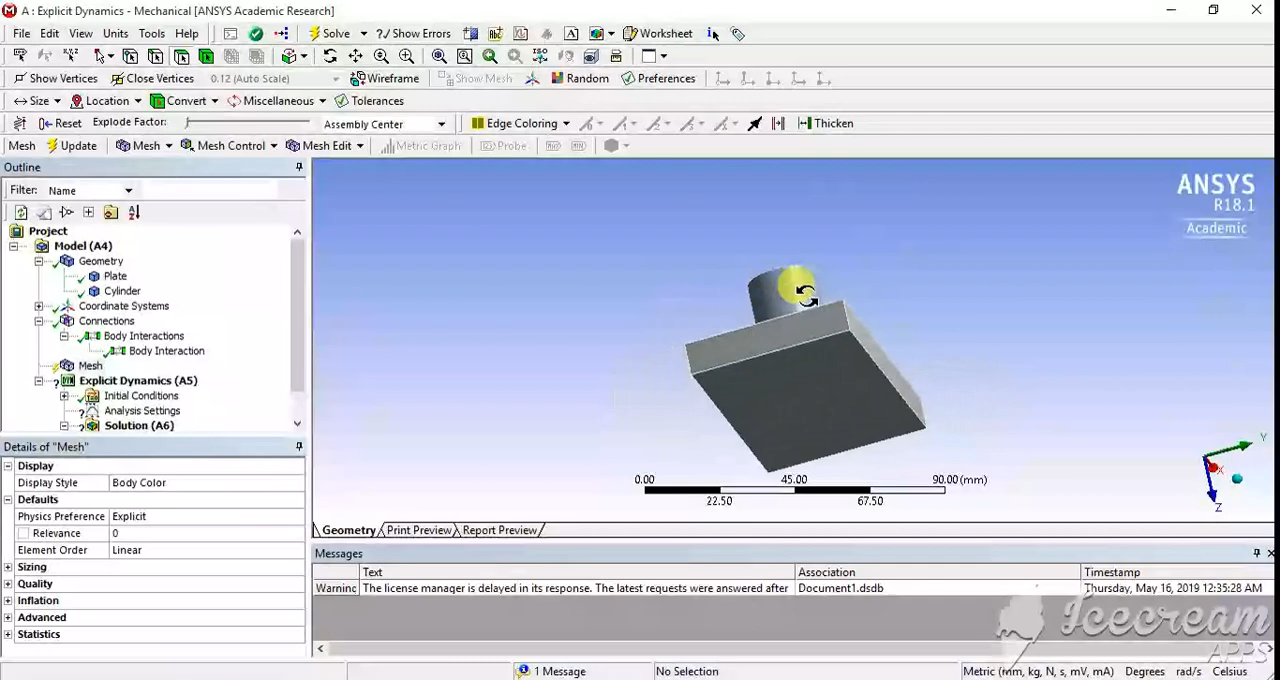 A : Explicit Dynamics - Mechanical [ANSYS Academic Research]
File Edit View Units Tools Help Solve ?/ Show Errors Worksheet
Show Vertices Close Vertices 0.12 (Auto Scale) Wireframe Show Mesh Random Preferences
Size Location Convert Miscellaneous Tolerances
Reset Explode Factor: Assembly Center Edge Coloring Thicken
Mesh Update Mesh Mesh Control Mesh Edit Metric Graph Probe
Outline
Filter: Name
Project
Model (A4)
Geometry
Plate
Cylinder
Coordinate Systems
Connections
Body Interactions
Body Interaction
Mesh
Explicit Dynamics (A5)
Initial Conditions
Analysis Settings
Solution (A6)
Details of "Mesh"
Display
Display Style Body Color
Defaults
Physics Preference Explicit
Relevance 0
Element Order Linear
Sizing
Quality
Inflation
Advanced
Statistics
ANSYS
R18.1
Academic
0.00 45.00 90.00 (mm)
22.50 67.50
Y
X
Z
Geometry Print Preview Report Preview
Messages
Text Association Timestamp
Warning The license manager is delayed in its response. The latest requests were answered after Document1.dsdb Thursday, May 16, 2019 12:35:28 AM
Icecream
APPS
1 Message No Selection Metric (mm, kg, N, s, mV, mA) Degrees rad/s Celsius